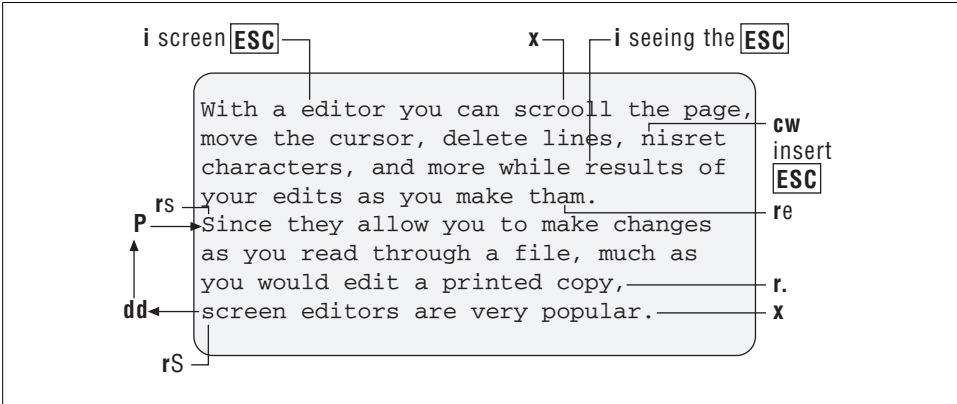 i screen ESC x i seeing the ESC
With a editor you can scrooll the page,
move the cursor, delete lines, nisret
cw
characters, and more while results of
insert
ESC
your edits as you make tham.
rs
re
P
Since they allow you to make changes
as you read through a file, much as
you would edit a printed copy,
r.
dd
screen editors are very popular.
x
rS